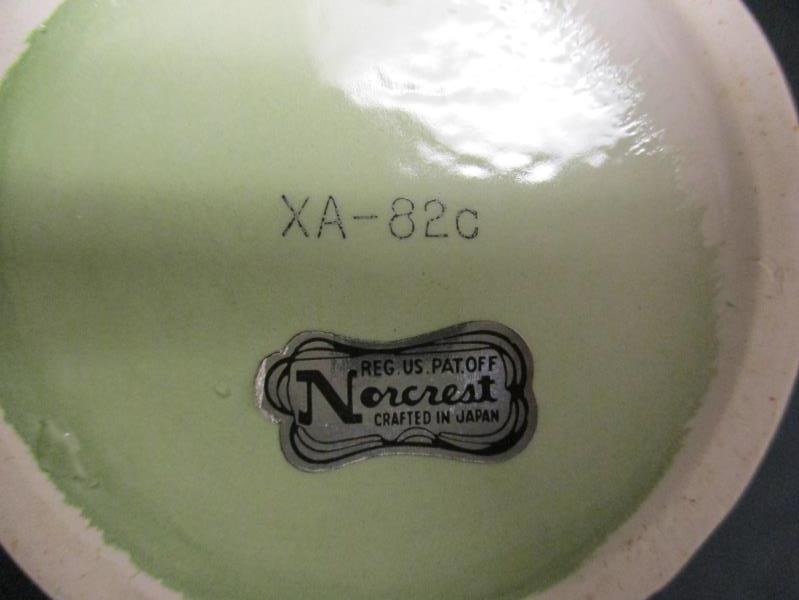 XA-82c
REG. US. PAT. OFF
Norcrest
CRAFTED IN JAPAN